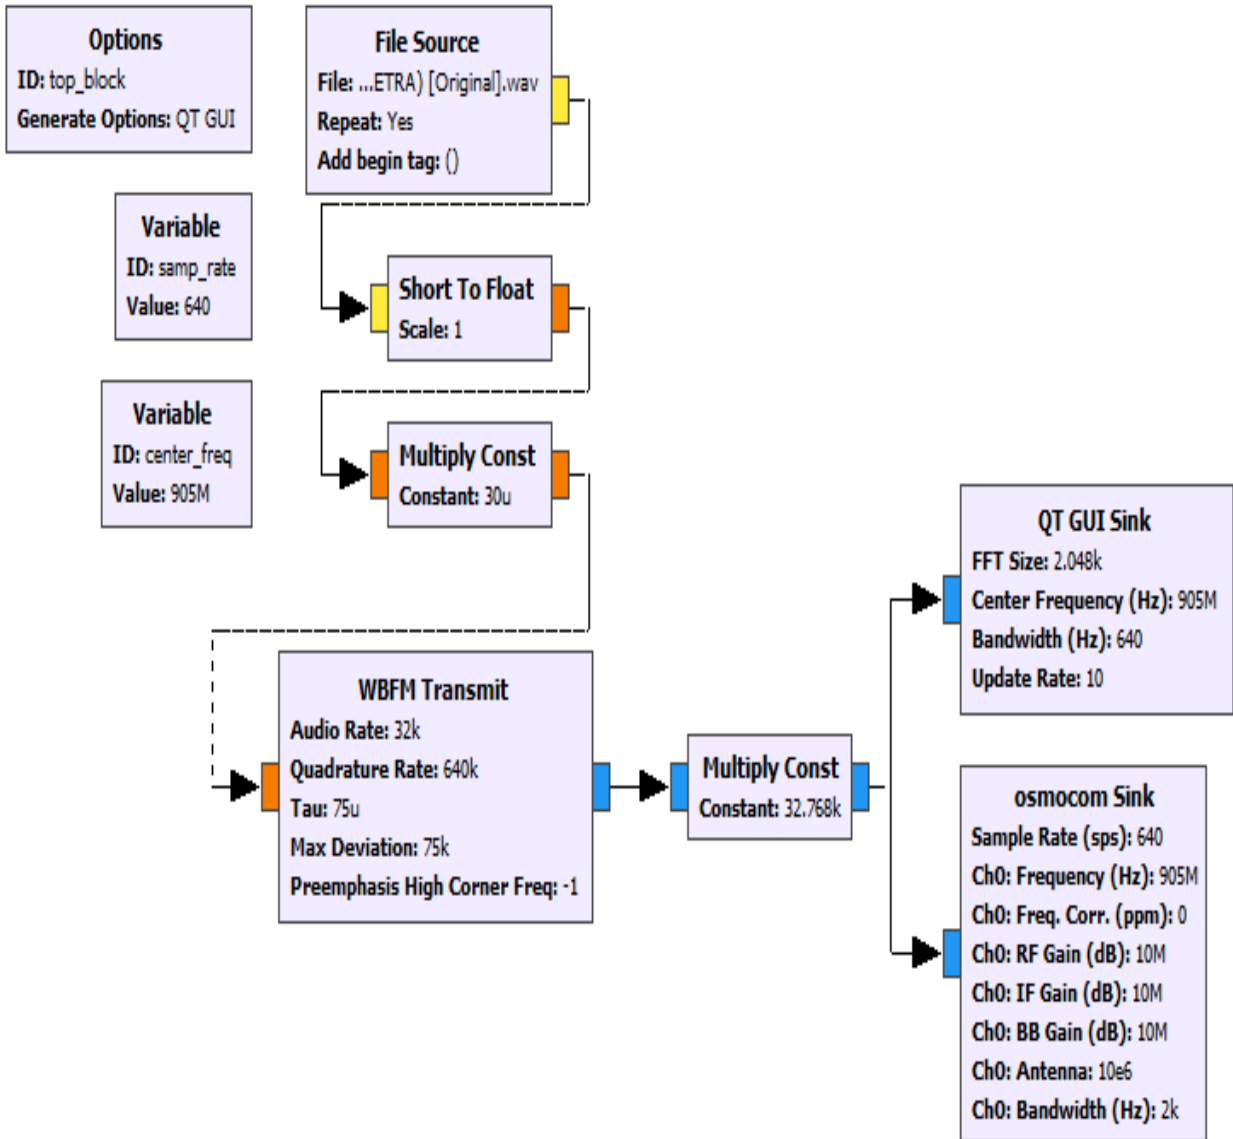 Options
ID: top_block
Generate Options: QT GUI
File Source
File: ...ETRA) [Original].wav
Repeat: Yes
Add begin tag: ()
Variable
ID: samp_rate
Value: 640
Short To Float
Scale: 1
Variable
ID: center_freq
Value: 905M
Multiply Const
Constant: 30u
QT GUI Sink
FFT Size: 2.048k
Center Frequency (Hz): 905M
Bandwidth (Hz): 640
Update Rate: 10
WBFM Transmit
Audio Rate: 32k
Quadrature Rate: 640k
Tau: 75u
Max Deviation: 75k
Preemphasis High Corner Freq: -1
Multiply Const
Constant: 32.768k
osmocom Sink
Sample Rate (sps): 640
Ch0: Frequency (Hz): 905M
Ch0: Freq. Corr. (ppm): 0
Ch0: RF Gain (dB): 10M
Ch0: IF Gain (dB): 10M
Ch0: BB Gain (dB): 10M
Ch0: Antenna: 10e6
Ch0: Bandwidth (Hz): 2k